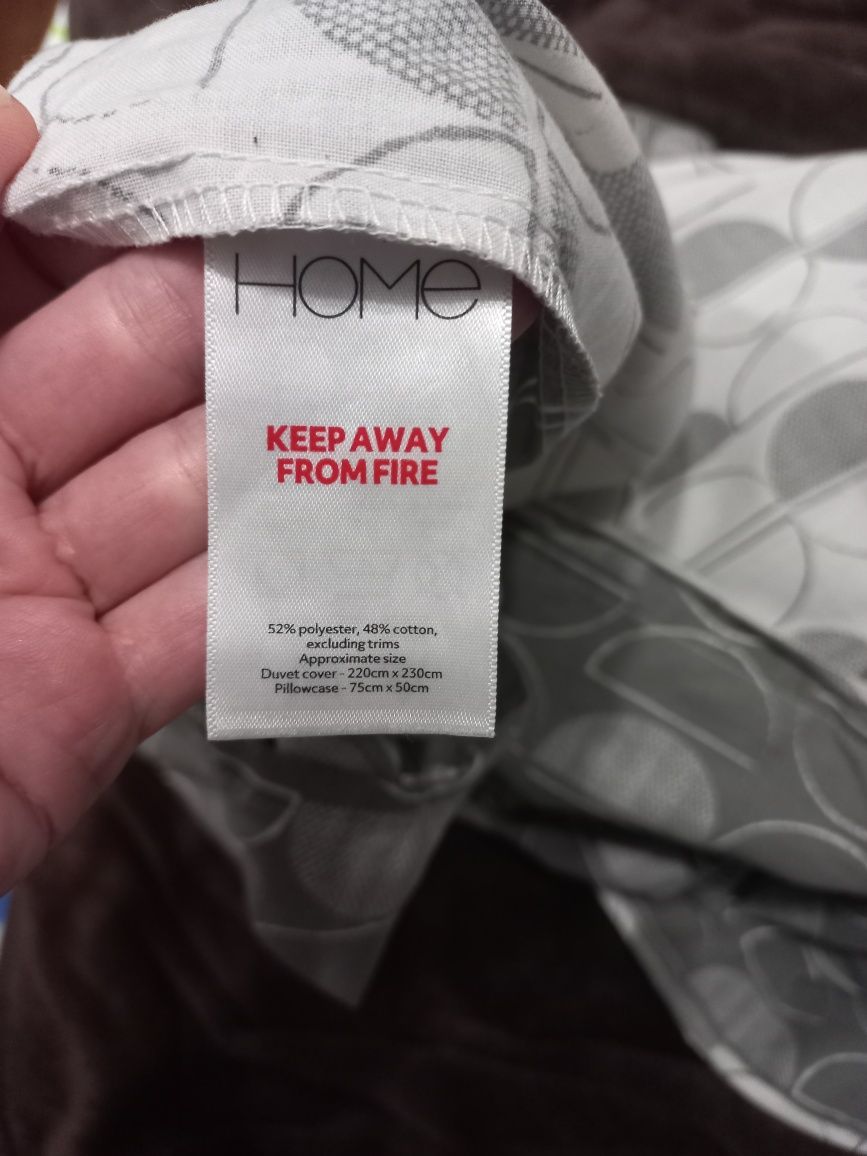 HOMe
KEEP AWAY
FROM FIRE
52% polyester, 48% cotton,
excluding trims
Approximate size
Duvet cover - 220cm x 230cm
Pillowcase - 75cm x 50cm